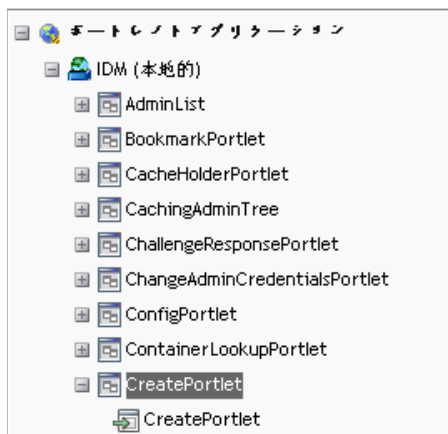 ポートレットアプリケーション
IDM (本地的)
AdminList
BookmarkPortlet
CacheHolderPortlet
CachingAdminTree
ChallengeResponsePortlet
ChangeAdminCredentialsPortlet
ConfigPortlet
ContainerLookupPortlet
CreatePortlet
CreatePortlet